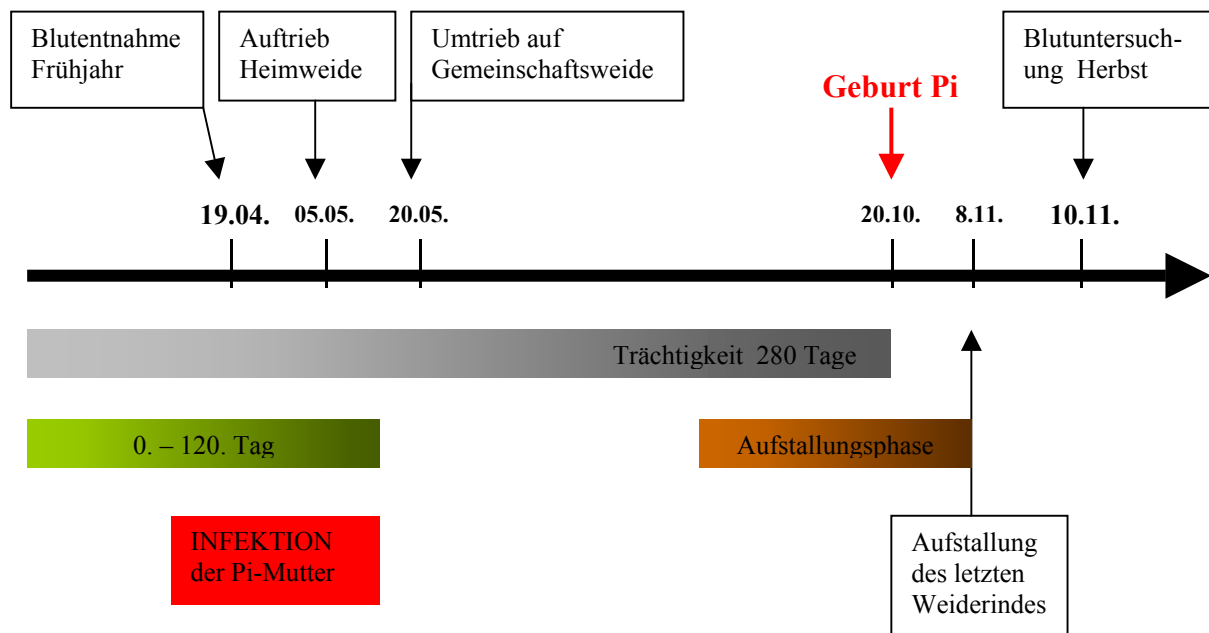 Blutentnahme
Frühjahr
Auftrieb
Heimweide
Umtrieb auf
Gemeinschaftsweide
Geburt Pi
Blutuntersuch-
ung Herbst
19.04.
05.05.
20.05.
20.10.
8.11.
10.11.
Trächtigkeit 280 Tage
0. – 120. Tag
Aufstallungsphase
INFEKTION
der Pi-Mutter
Aufstallung
des letzten
Weiderindes